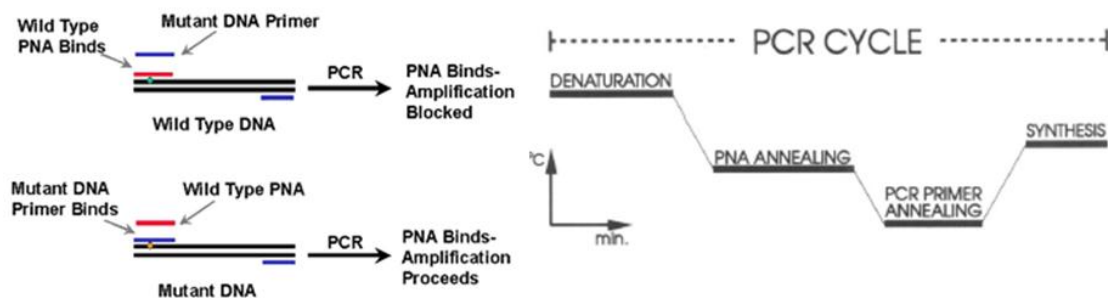 Wild Type
PNA Binds
Mutant DNA Primer
PCR
PNA Binds-
Amplification
Blocked
Wild Type DNA
Mutant DNA
Primer Binds
Wild Type PNA
PCR
PNA Binds-
Amplification
Proceeds
Mutant DNA
PCR CYCLE
DENATURATION
PNA ANNEALING
PCR PRIMER
ANNEALING
SYNTHESIS
°C
min.